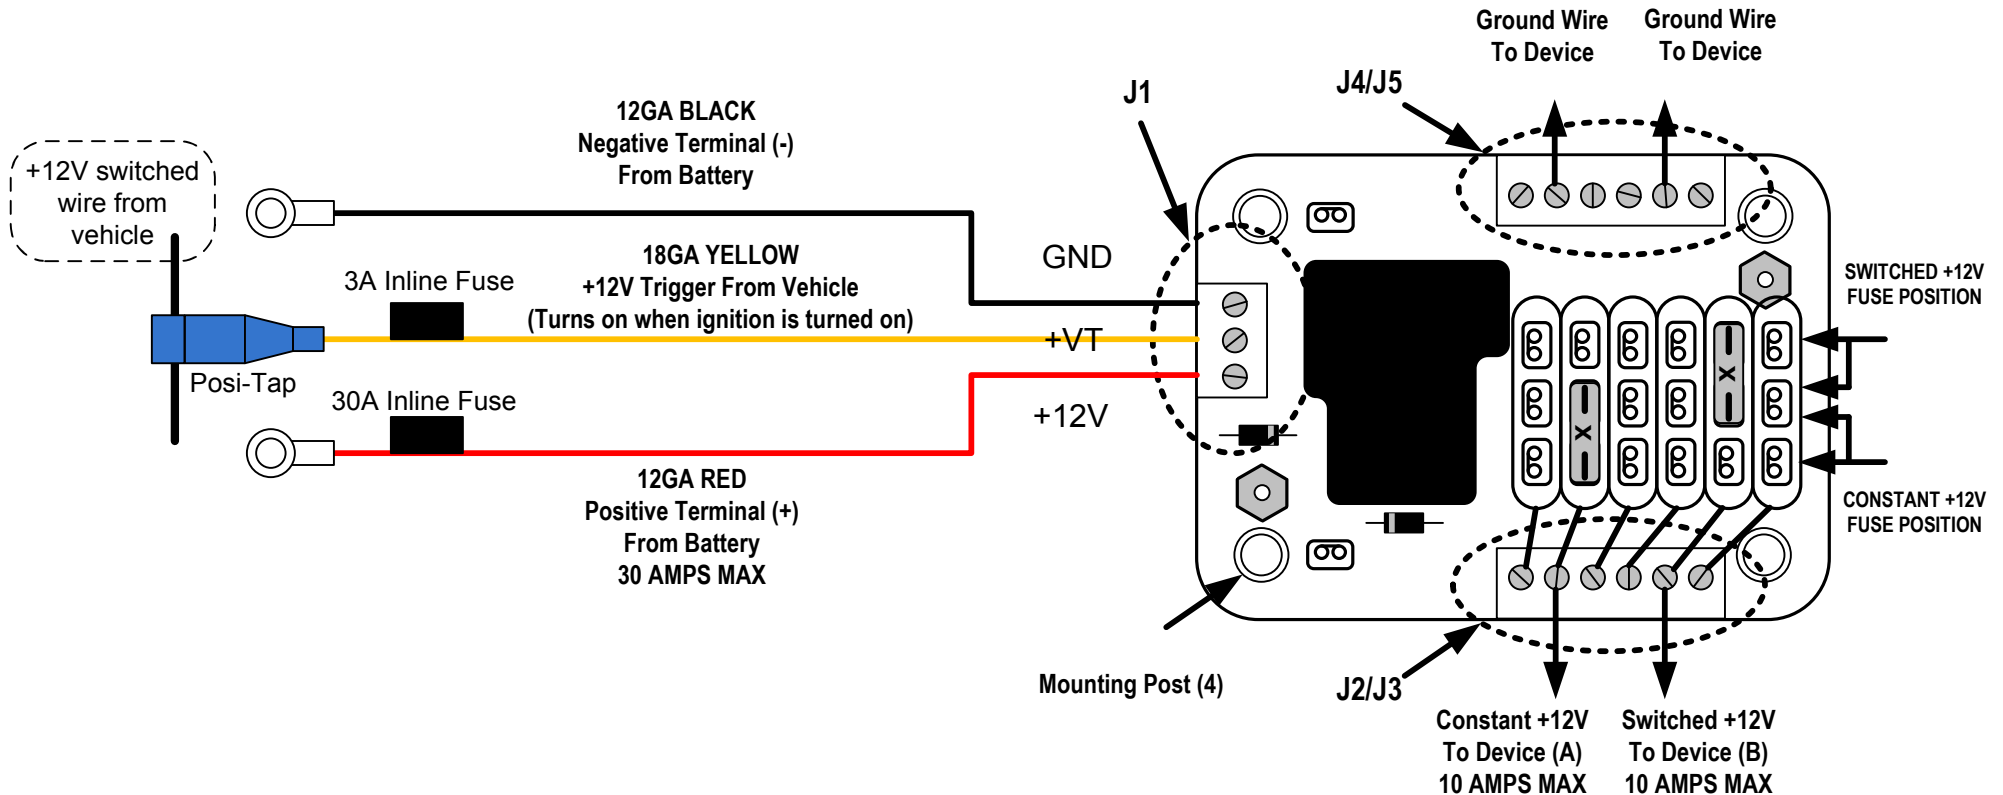 Ground Wire
To Device
Ground Wire
To Device
J1
J4/J5
12GA BLACK
Negative Terminal (-)
From Battery
+12V switched
wire from
vehicle
GND
18GA YELLOW
+12V Trigger From Vehicle
(Turns on when ignition is turned on)
3A Inline Fuse
SWITCHED +12V
FUSE POSITION
+VT
Posi-Tap
30A Inline Fuse
+12V
X
X
12GA RED
Positive Terminal (+)
From Battery
30 AMPS MAX
CONSTANT +12V
FUSE POSITION
Mounting Post (4)
J2/J3
Constant +12V
To Device (A)
10 AMPS MAX
Switched +12V
To Device (B)
10 AMPS MAX